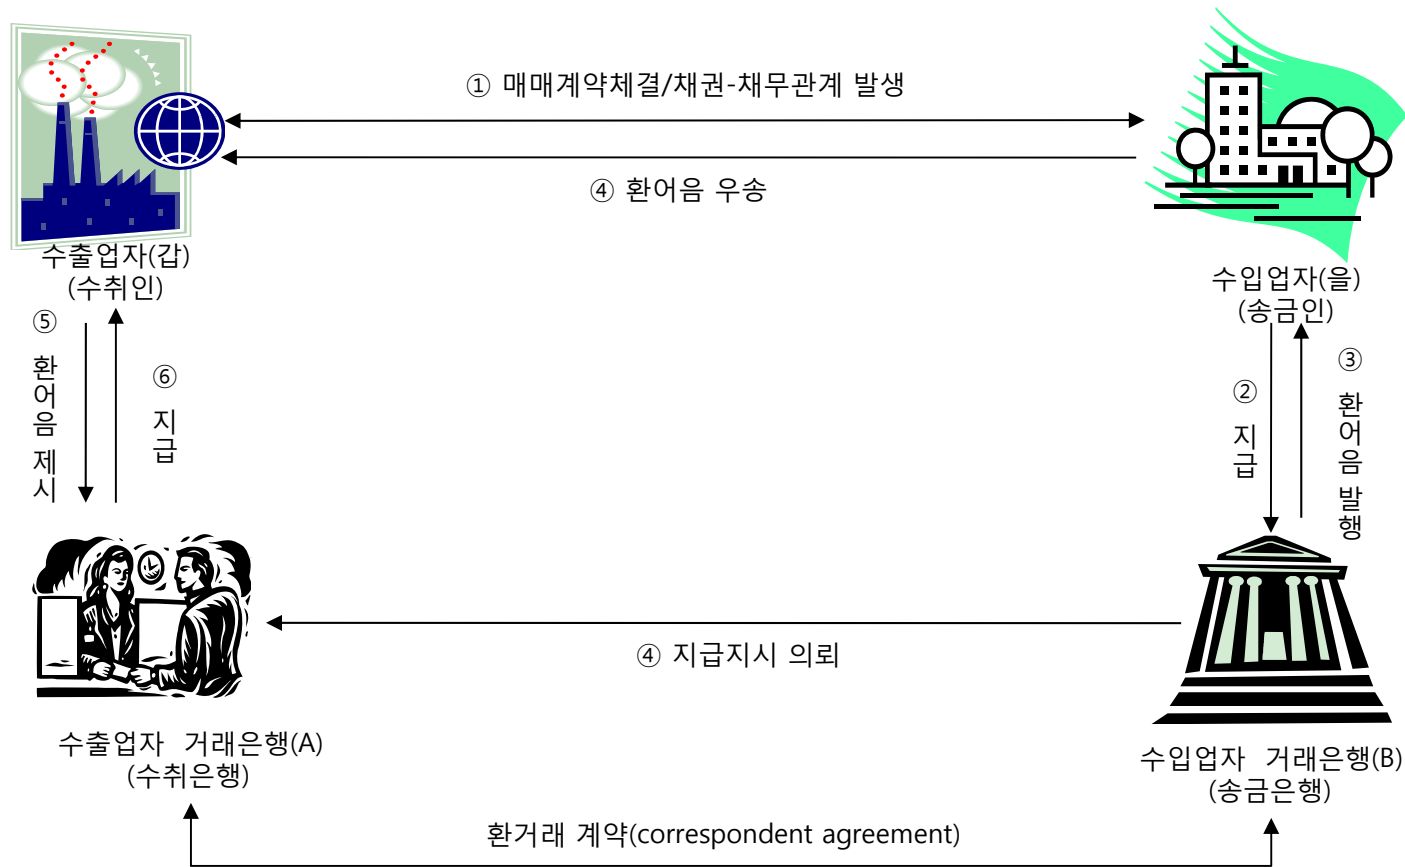 ① 매매계약체결/채권-채무관계 발생
④ 환어음 우송
수출업자(갑)
(수취인)
수입업자(을)
(송금인)
⑤ 환어음 제시
⑥ 지급
② 지급
③ 환어음 발행
④ 지급지시 의뢰
수출업자 거래은행(A)
(수취은행)
수입업자 거래은행(B)
(송금은행)
환거래 계약(correspondent agreement)